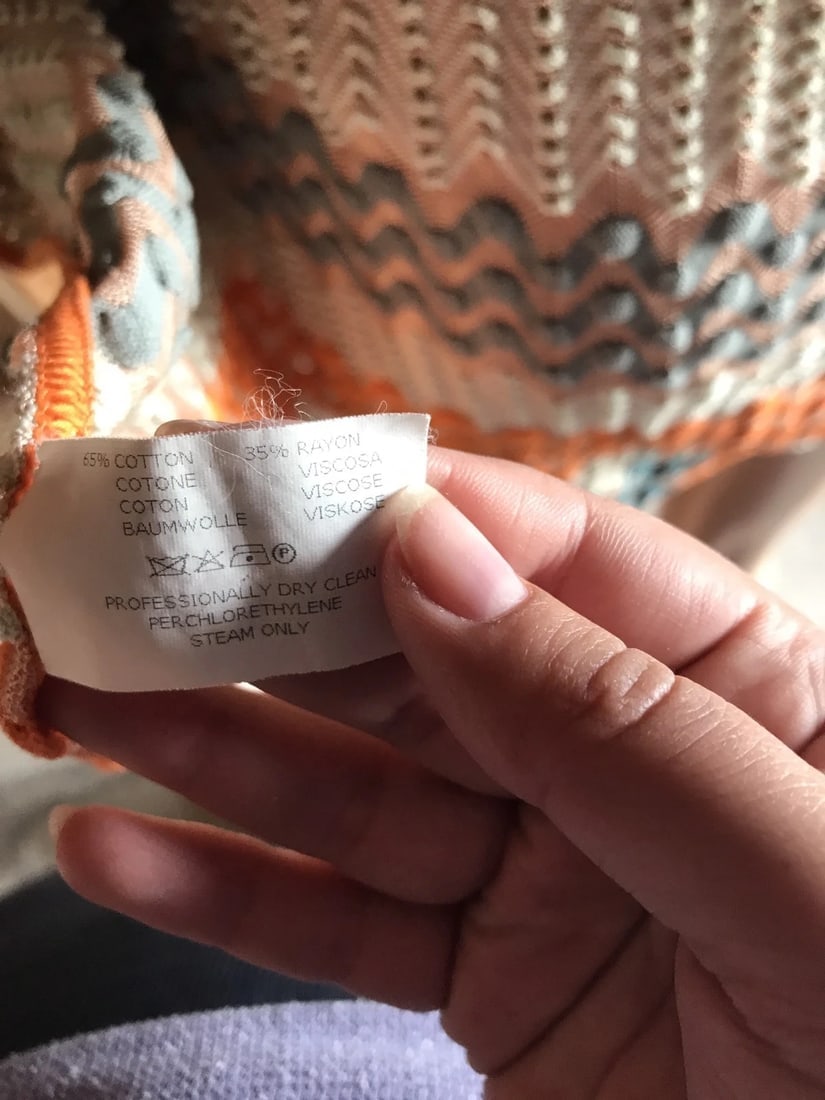 65% COTTON 35% RAYON
COTONE VISCOSA
COTON VISCOSE
BAUMWOLLE VISKOSE
P
PROFESSIONALLY DRY CLEAN
PERCHLORETHYLENE
STEAM ONLY